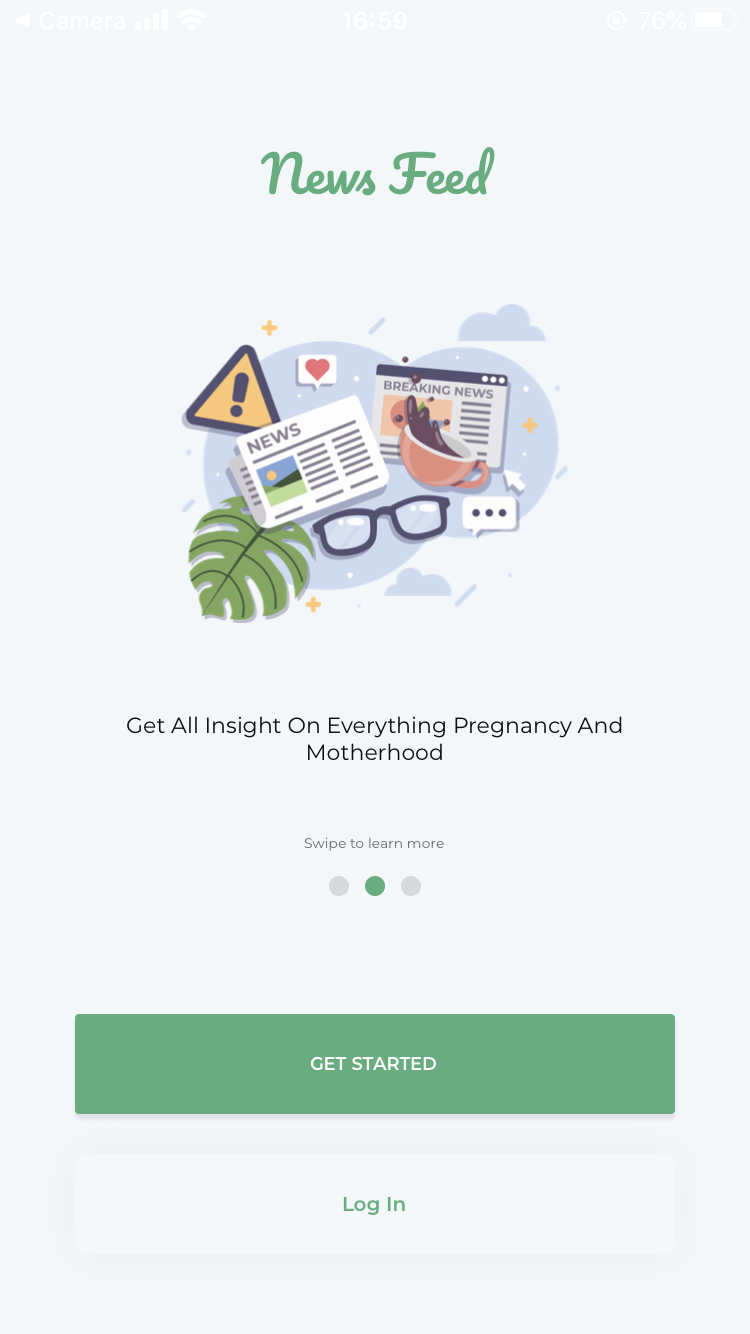 Camera 16:59 76%
News Feed
BREAKING NEWS
NEWS
Get All Insight On Everything Pregnancy And
Motherhood
Swipe to learn more
GET STARTED
Log In